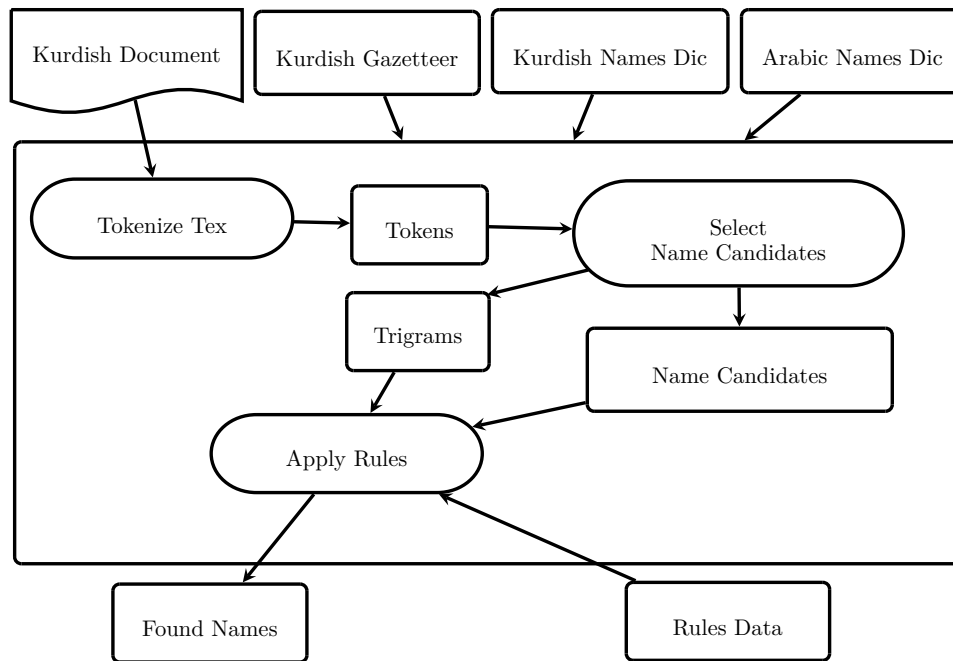 Kurdish Document
Kurdish Gazetteer
Kurdish Names Dic
Arabic Names Dic
Tokenize Tex
Tokens
Select
Name Candidates
Trigrams
Name Candidates
Apply Rules
Found Names
Rules Data